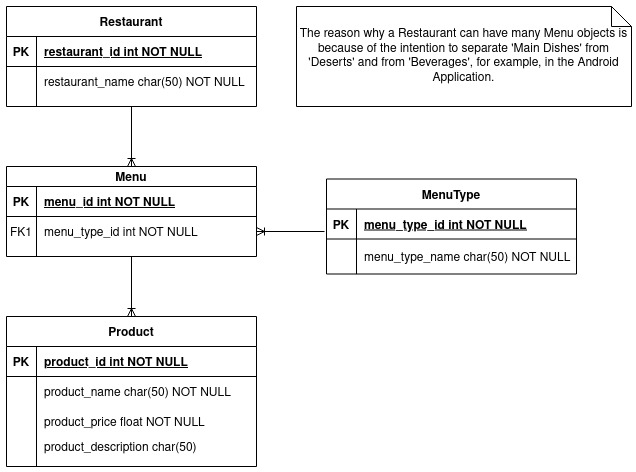 Restaurant
PK restaurant_id int NOT NULL
restaurant_name char(50) NOT NULL
The reason why a Restaurant can have many Menu objects is
because of the intention to separate 'Main Dishes' from
'Deserts' and from 'Beverages', for example, in the Android
Application.
Menu
PK menu_id int NOT NULL
FK1 menu_type_id int NOT NULL
MenuType
PK menu_type_id int NOT NULL
menu_type_name char(50) NOT NULL
Product
PK product_id int NOT NULL
product_name char(50) NOT NULL
product_price float NOT NULL
product_description char(50)